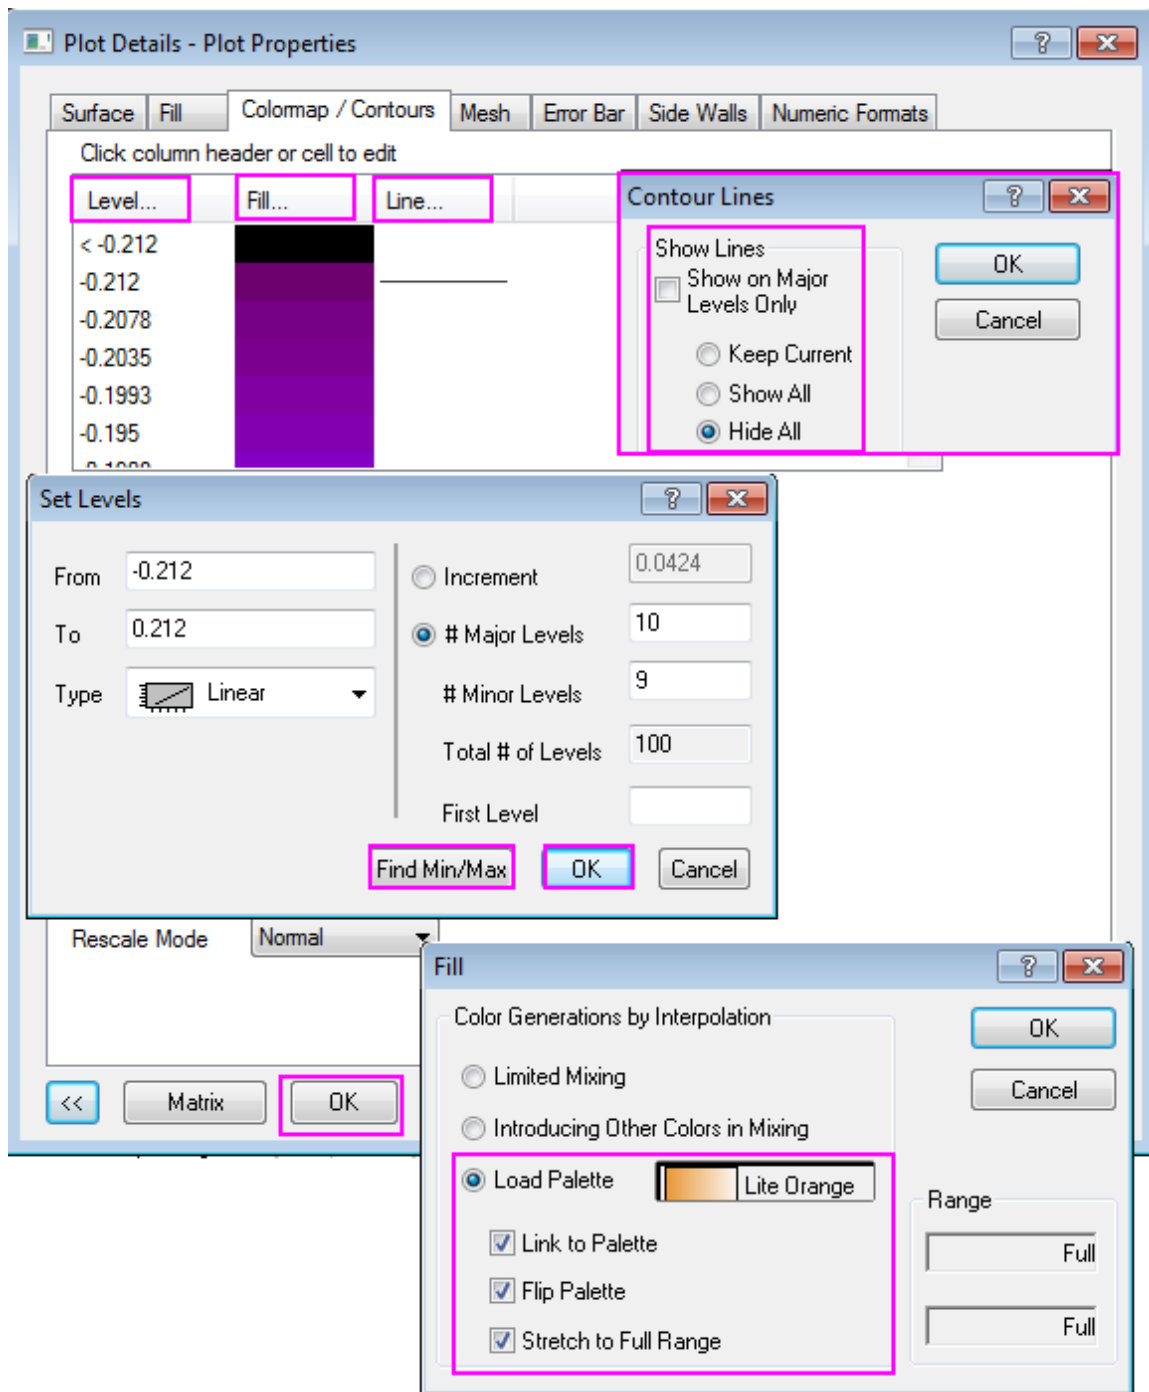 Plot Details - Plot Properties
Surface Fill Colormap / Contours Mesh Error Bar Side Walls Numeric Formats
Click column header or cell to edit
Level... Fill... Line...
< -0.212
-0.212
-0.2078
-0.2035
-0.1993
-0.195
Contour Lines
Show Lines
Show on Major
Levels Only
Keep Current
Show All
Hide All
OK
Cancel
Set Levels
From -0.212
To 0.212
Type Linear
Increment 0.0424
# Major Levels 10
# Minor Levels 9
Total # of Levels 100
First Level
Find Min/Max OK Cancel
Rescale Mode Normal
<< Matrix OK
Fill
Color Generations by Interpolation
Limited Mixing
Introducing Other Colors in Mixing
Load Palette Lite Orange
Link to Palette
Flip Palette
Stretch to Full Range
OK
Cancel
Range
Full
Full